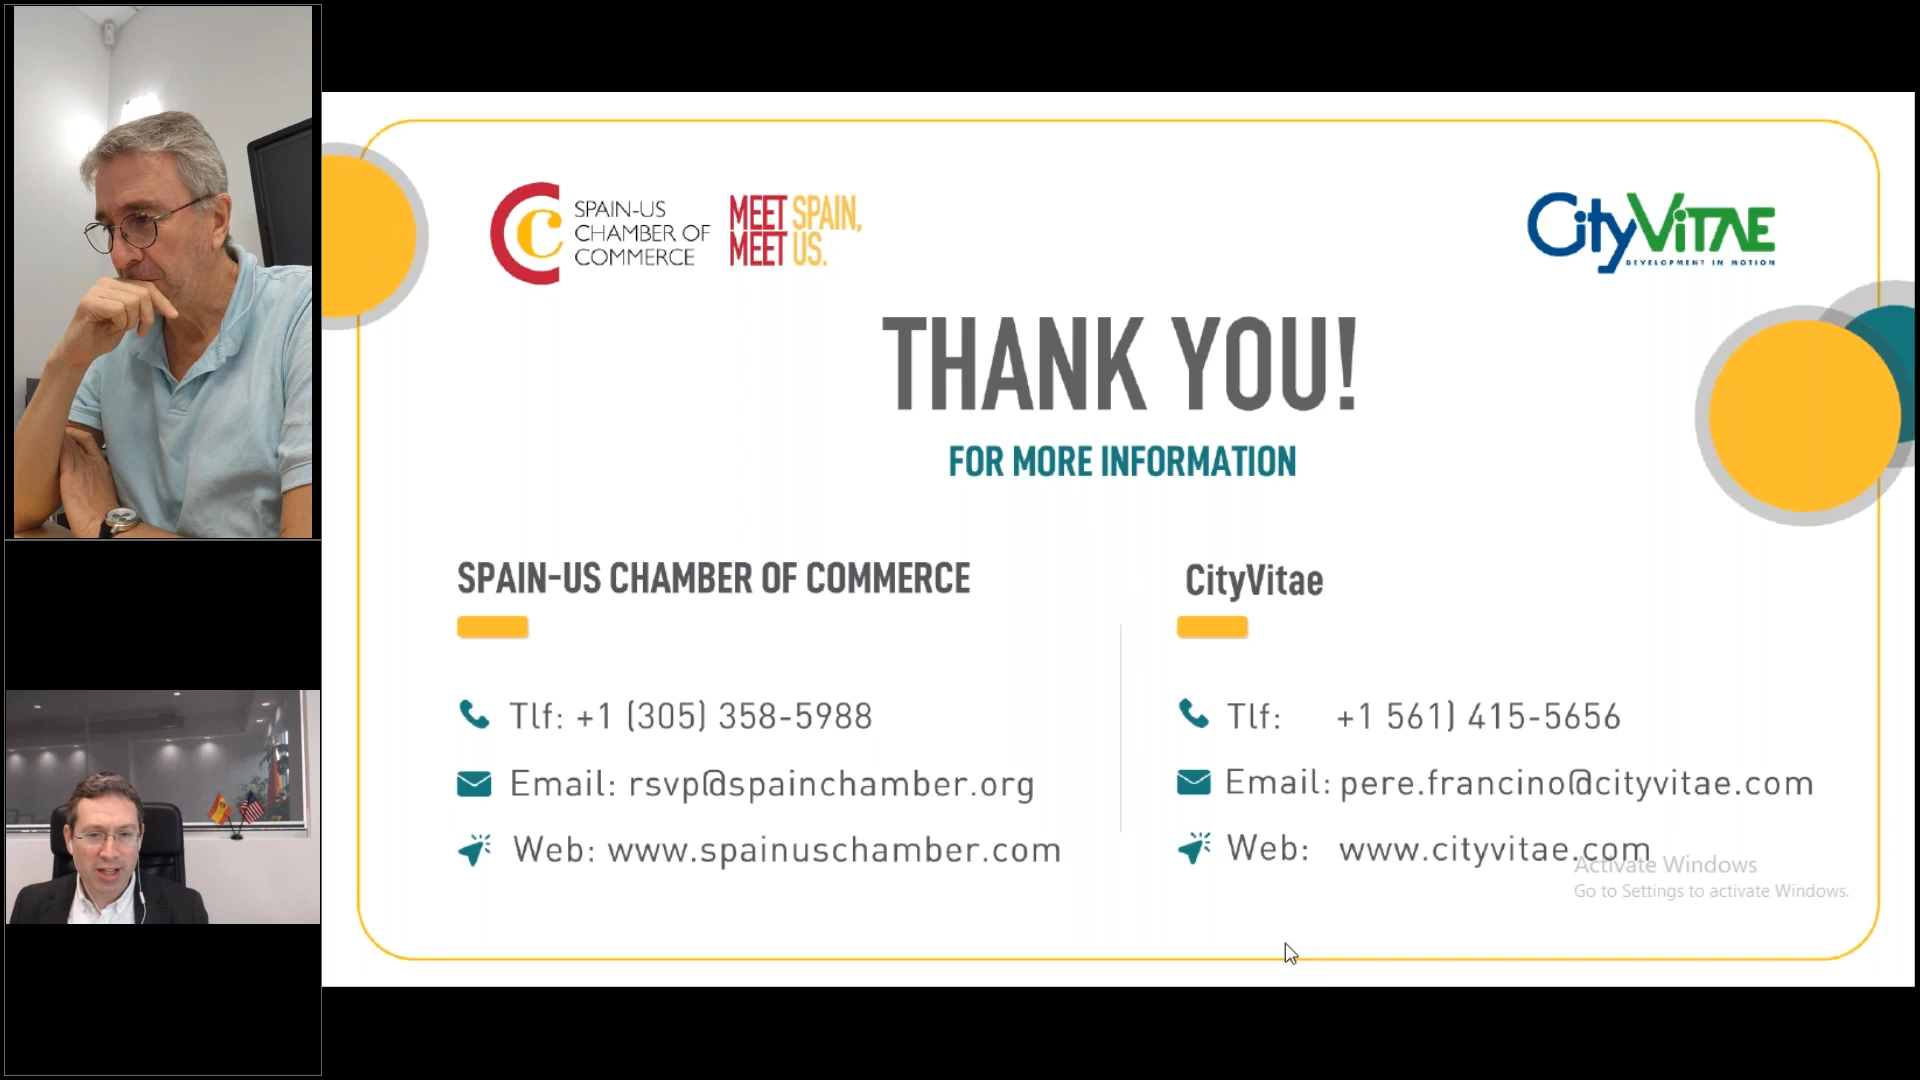 SPAIN-US
CHAMBER OF
COMMERCE
MEET SPAIN,
MEET US.
CityVITAE
DEVELOPMENT IN MOTION
THANK YOU!
FOR MORE INFORMATION
SPAIN-US CHAMBER OF COMMERCE
Tlf: +1 (305) 358-5988
Email: rsvp@spainchamber.org
Web: www.spainuschamber.com
CityVitae
Tlf: +1 561) 415-5656
Email: pere.francino@cityvitae.com
Web: www.cityvitae.com
Activate Windows
Go to Settings to activate Windows.